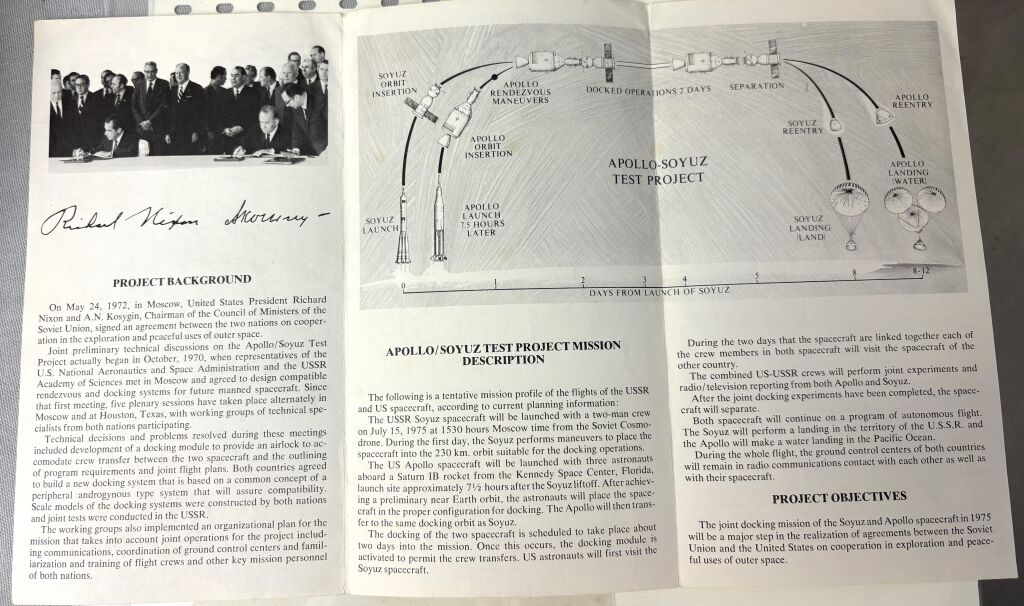 Richard Nixon
PROJECT BACKGROUND
On May 24, 1972, in Moscow, United States President Richard
Nixon and A.N. Kosygin, Chairman of the Council of Ministers of the
Soviet Union, signed an agreement between the two nations on cooper-
ation in the exploration and peaceful uses of outer space.
Joint preliminary technical discussions on the Apollo/Soyuz Test
Project actually began in October, 1970, when representatives of the
U.S. National Aeronautics and Space Administration and the USSR
Academy of Sciences met in Moscow and agreed to design compatible
rendezvous and docking systems for future manned spacecraft. Since
that first meeting, five plenary sessions have taken place alternately in
Moscow and at Houston, Texas, with working groups of technical spe-
cialists from both nations participating.
Technical decisions and problems resolved during these meetings
included development of a docking module to provide an airlock to ac-
comodate crew transfer between the two spacecraft and the outlining
of program requirements and joint flight plans. Both countries agreed
to build a new docking system that is based on a common concept of a
peripheral androgynous type system that will assure compatibility.
Scale models of the docking systems were constructed by both nations
and joint tests were conducted in the USSR.
The working groups also implemented an organizational plan for the
mission that takes into account joint operations for the project includ-
ing communications, coordination of ground control centers and famil-
iarization and training of flight crews and other key mission personnel
of both nations.
SOYUZ
ORBIT
INSERTION
APOLLO
RENDEZVOUS
MANEUVERS
DOCKED OPERATIONS 2 DAYS
SEPARATION
APOLLO
REENTRY
SOYUZ
REENTRY
APOLLO
ORBIT
INSERTION
APOLLO-SOYUZ
TEST PROJECT
APOLLO
LANDING
(WATER)
SOYUZ
LAUNCH
APOLLO
LAUNCH
7.5 HOURS
LATER
SOYUZ
LANDING
(LAND)
0 1 2 3 4 5 8 8-12
DAYS FROM LAUNCH OF SOYUZ
APOLLO/SOYUZ TEST PROJECT MISSION
DESCRIPTION
The following is a tentative mission profile of the flights of the USSR
and US spacecraft, according to current planning information:
The USSR Soyuz spacecraft will be launched with a two-man crew
on July 15, 1975 at 1530 hours Moscow time from the Soviet Cosmo-
drone. During the first day, the Soyuz performs maneuvers to place the
spacecraft into the 230 km. orbit suitable for the docking operations.
The US Apollo spacecraft will be launched with three astronauts
aboard a Saturn IB rocket from the Kennedy Space Center, Florida,
launch site approximately 7½ hours after the Soyuz liftoff. After achiev-
ing a preliminary near Earth orbit, the astronauts will place the space-
craft in the proper configuration for docking. The Apollo will then trans-
fer to the same docking orbit as Soyuz.
The docking of the two spacecraft is scheduled to take place about
two days into the mission. Once this occurs, the docking module is
activated to permit the crew transfers. US astronauts will first visit the
Soyuz spacecraft.
During the two days that the spacecraft are linked together each of
the crew members in both spacecraft will visit the spacecraft of the
other country.
The combined US-USSR crews will perform joint experiments and
radio/television reporting from both Apollo and Soyuz.
After the joint docking experiments have been completed, the space-
craft will separate.
Both spacecraft will continue on a program of autonomous flight.
The Soyuz will perform a landing in the territory of the U.S.S.R. and
the Apollo will make a water landing in the Pacific Ocean.
During the whole flight, the ground control centers of both countries
will remain in radio communications contact with each other as well as
with their spacecraft.
PROJECT OBJECTIVES
The joint docking mission of the Soyuz and Apollo spacecraft in 1975
will be a major step in the realization of agreements between the Soviet
Union and the United States on cooperation in exploration and peace-
ful uses of outer space.